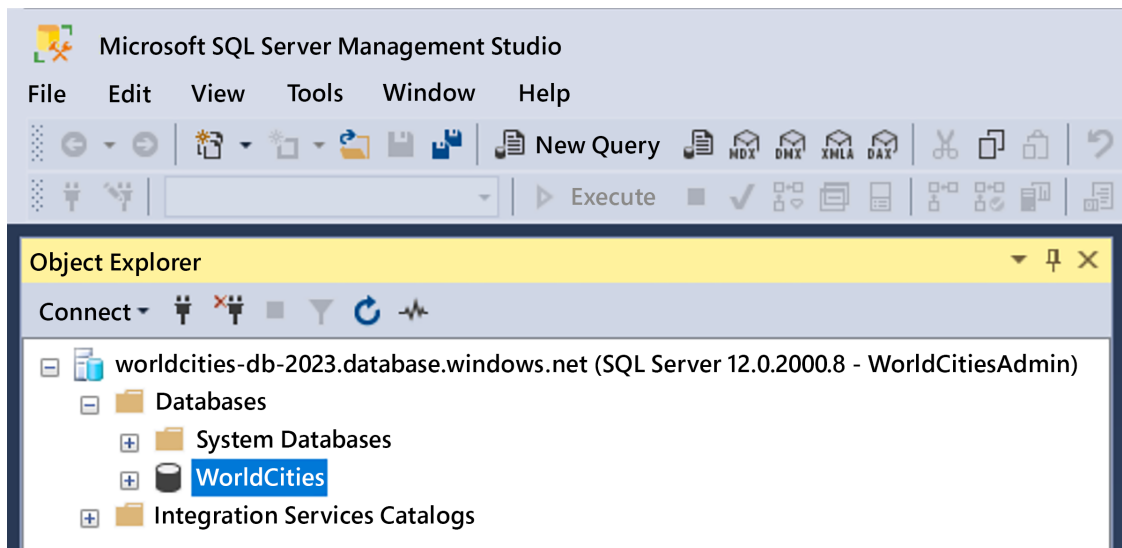 Microsoft SQL Server Management Studio
File Edit View Tools Window Help
New Query MDX DMX XMLA DAX
Execute
Object Explorer
Connect
worldcities-db-2023.database.windows.net (SQL Server 12.0.2000.8 - WorldCitiesAdmin)
Databases
System Databases
WorldCities
Integration Services Catalogs